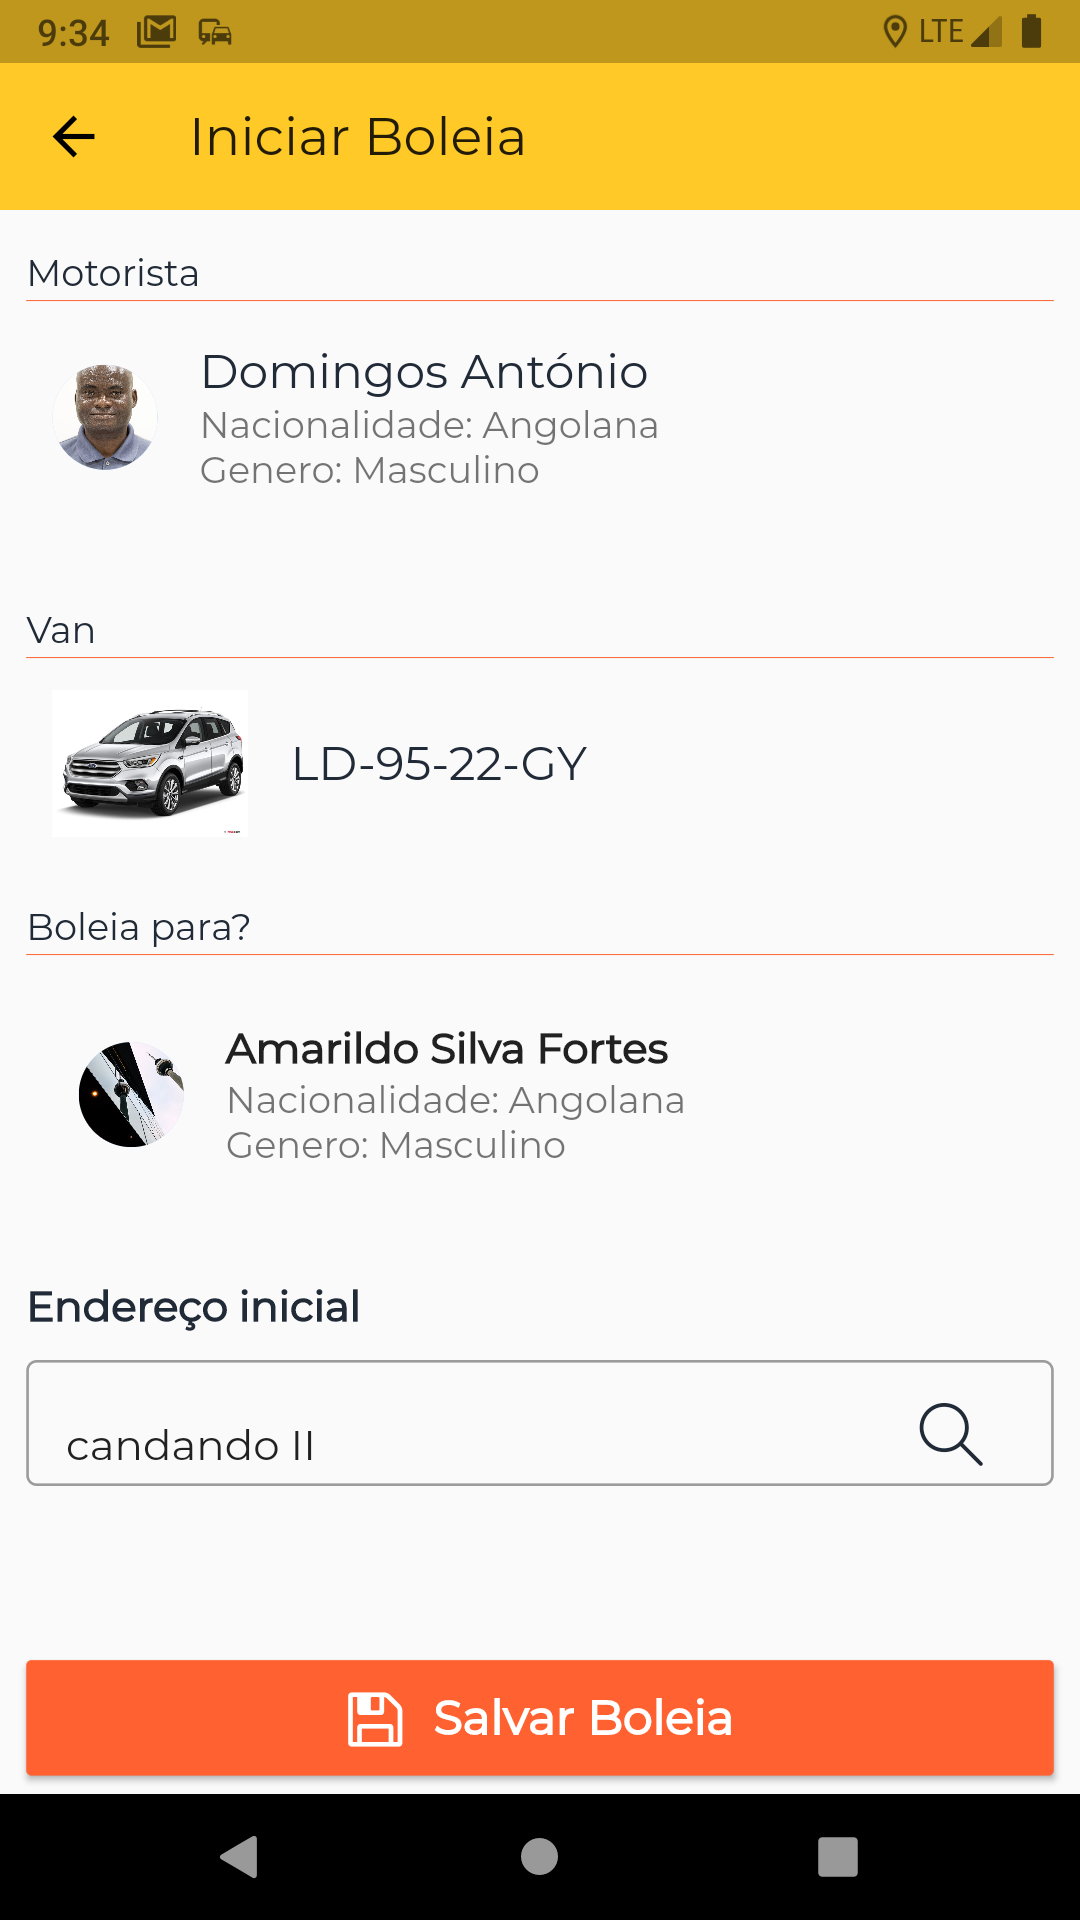 9:34
LTE
Iniciar Boleia
Motorista
Domingos António
Nacionalidade: Angolana
Genero: Masculino
Van
LD-95-22-GY
Boleia para?
Amarildo Silva Fortes
Nacionalidade: Angolana
Genero: Masculino
Endereço inicial
candando II
Salvar Boleia